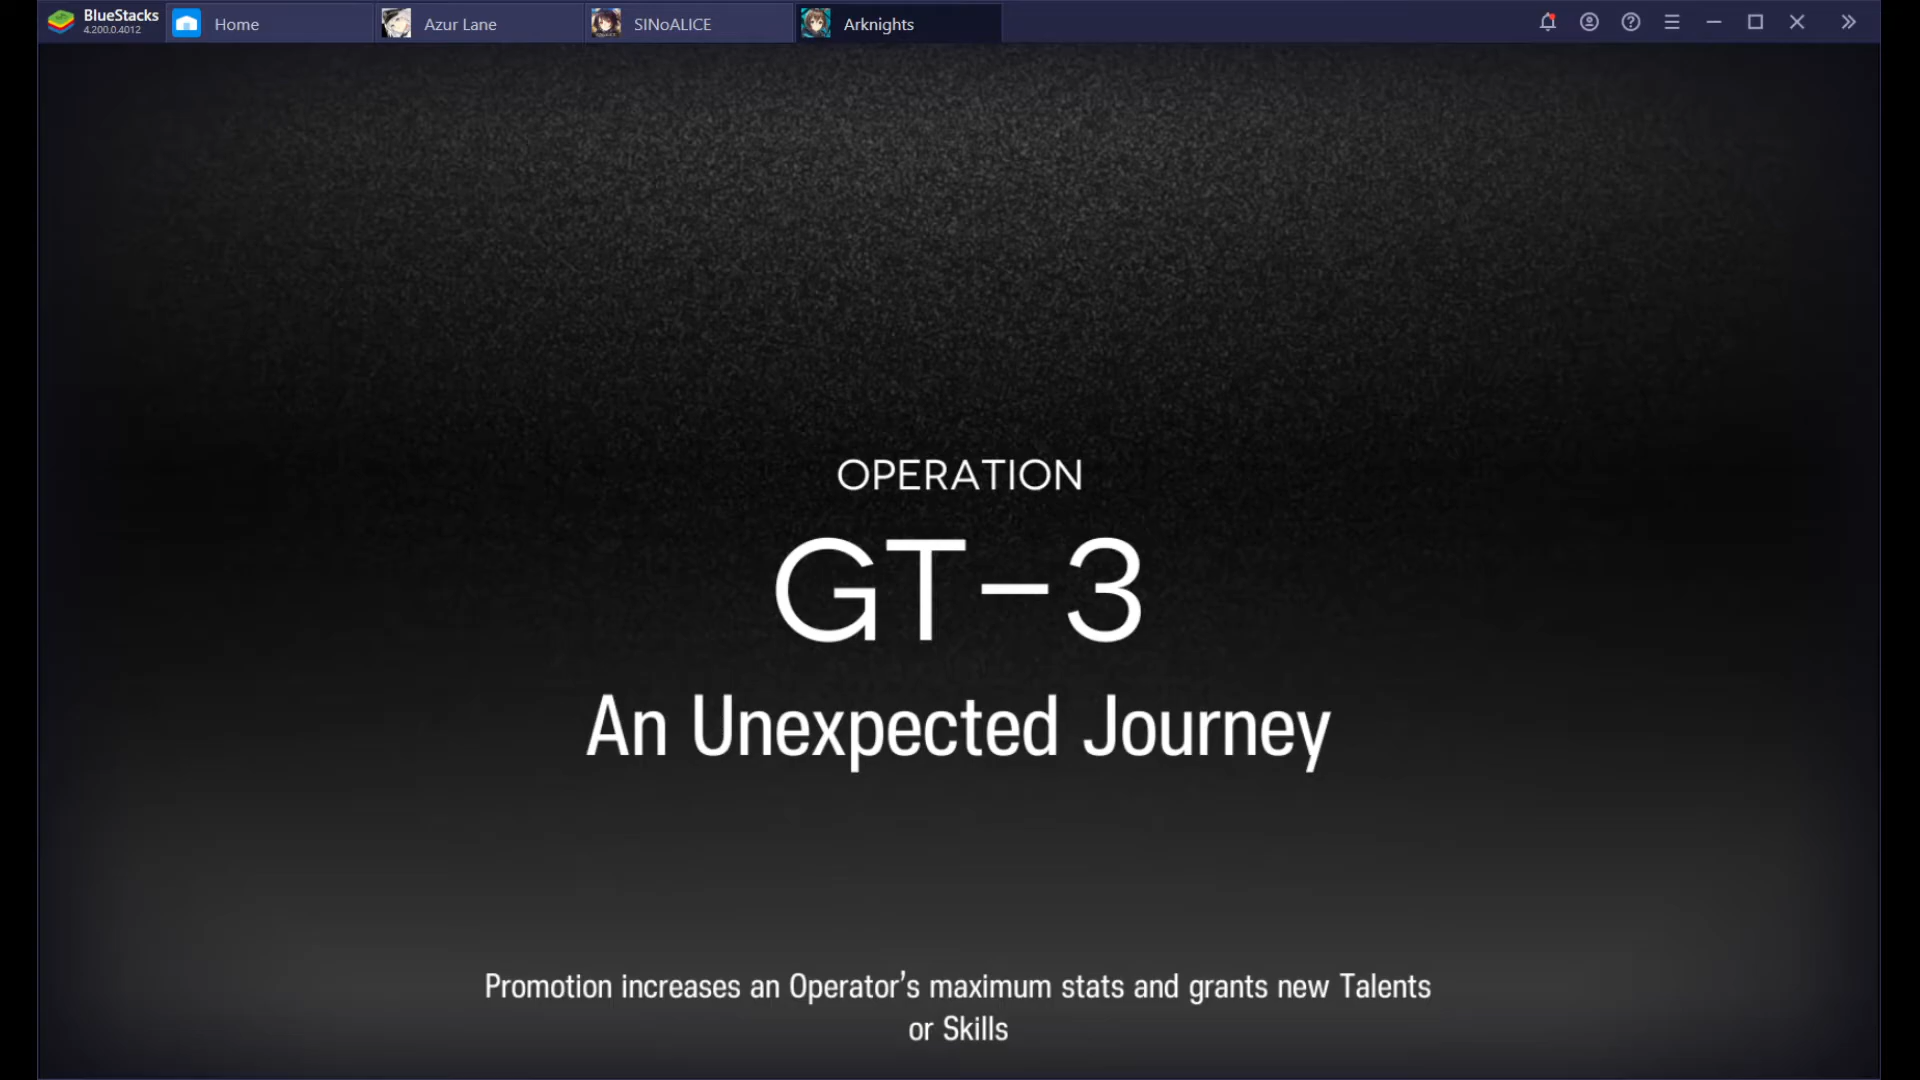 BlueStacks
4.200.0.4012
Home
Azur Lane
SINoALICE
Arknights
OPERATION
GT-3
An Unexpected Journey
Promotion increases an Operator's maximum stats and grants new Talents
or Skills